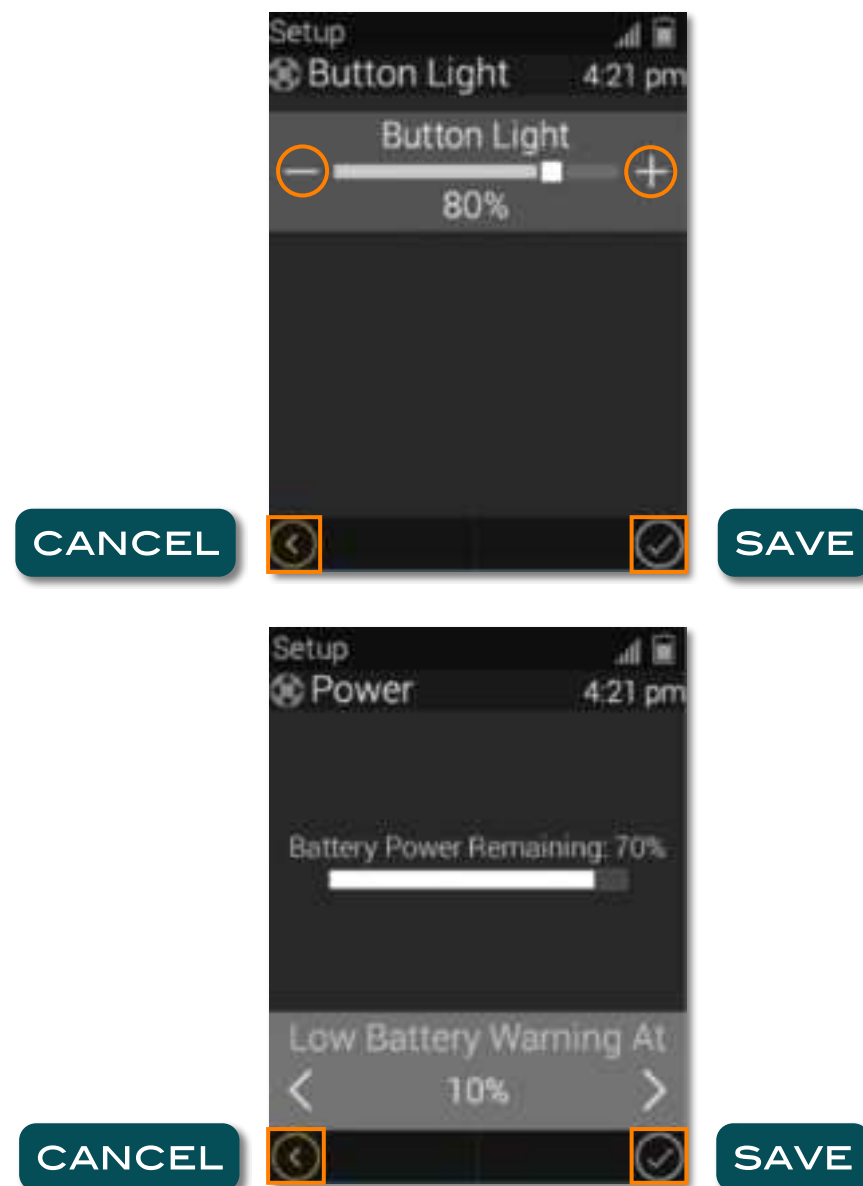 Setup
Button Light 4:21 pm
Button Light
80%
CANCEL SAVE
Setup
Power 4:21 pm
Battery Power Remaining: 70%
Low Battery Warning At
10%
CANCEL SAVE